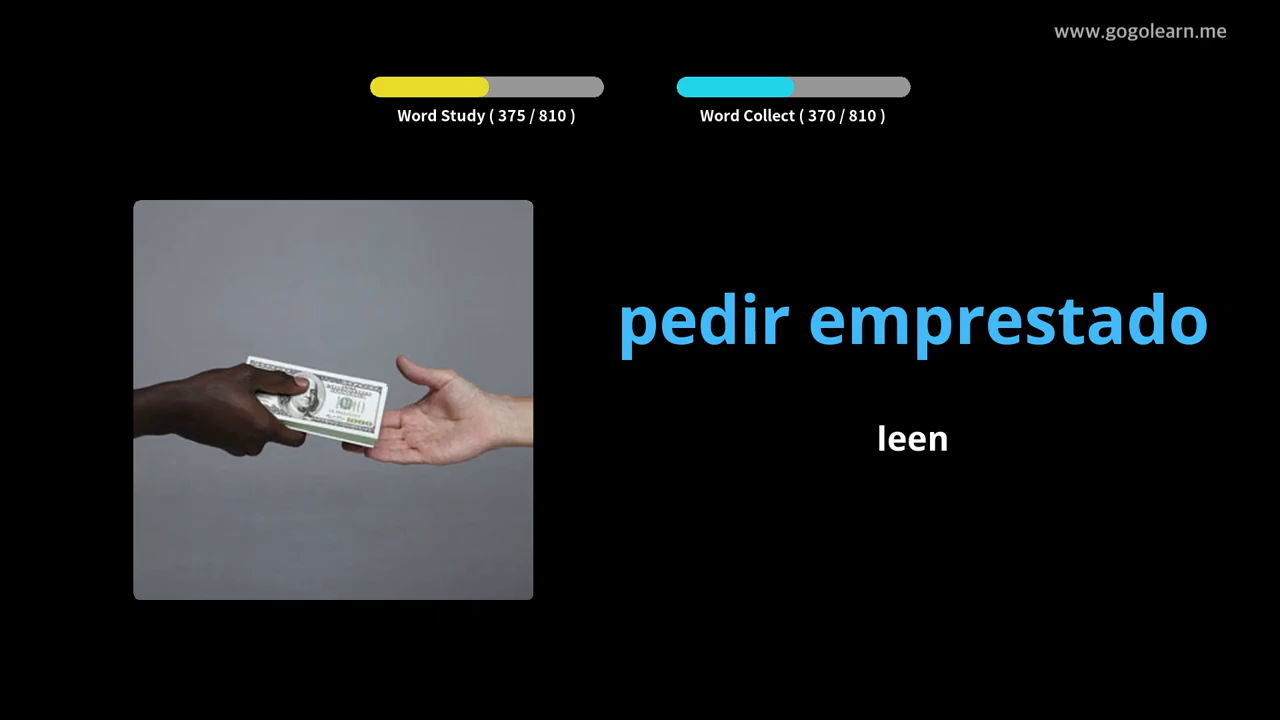 www.gogolearn.me
Word Study ( 375 / 810 )
Word Collect ( 370 / 810 )
pedir emprestado
leen